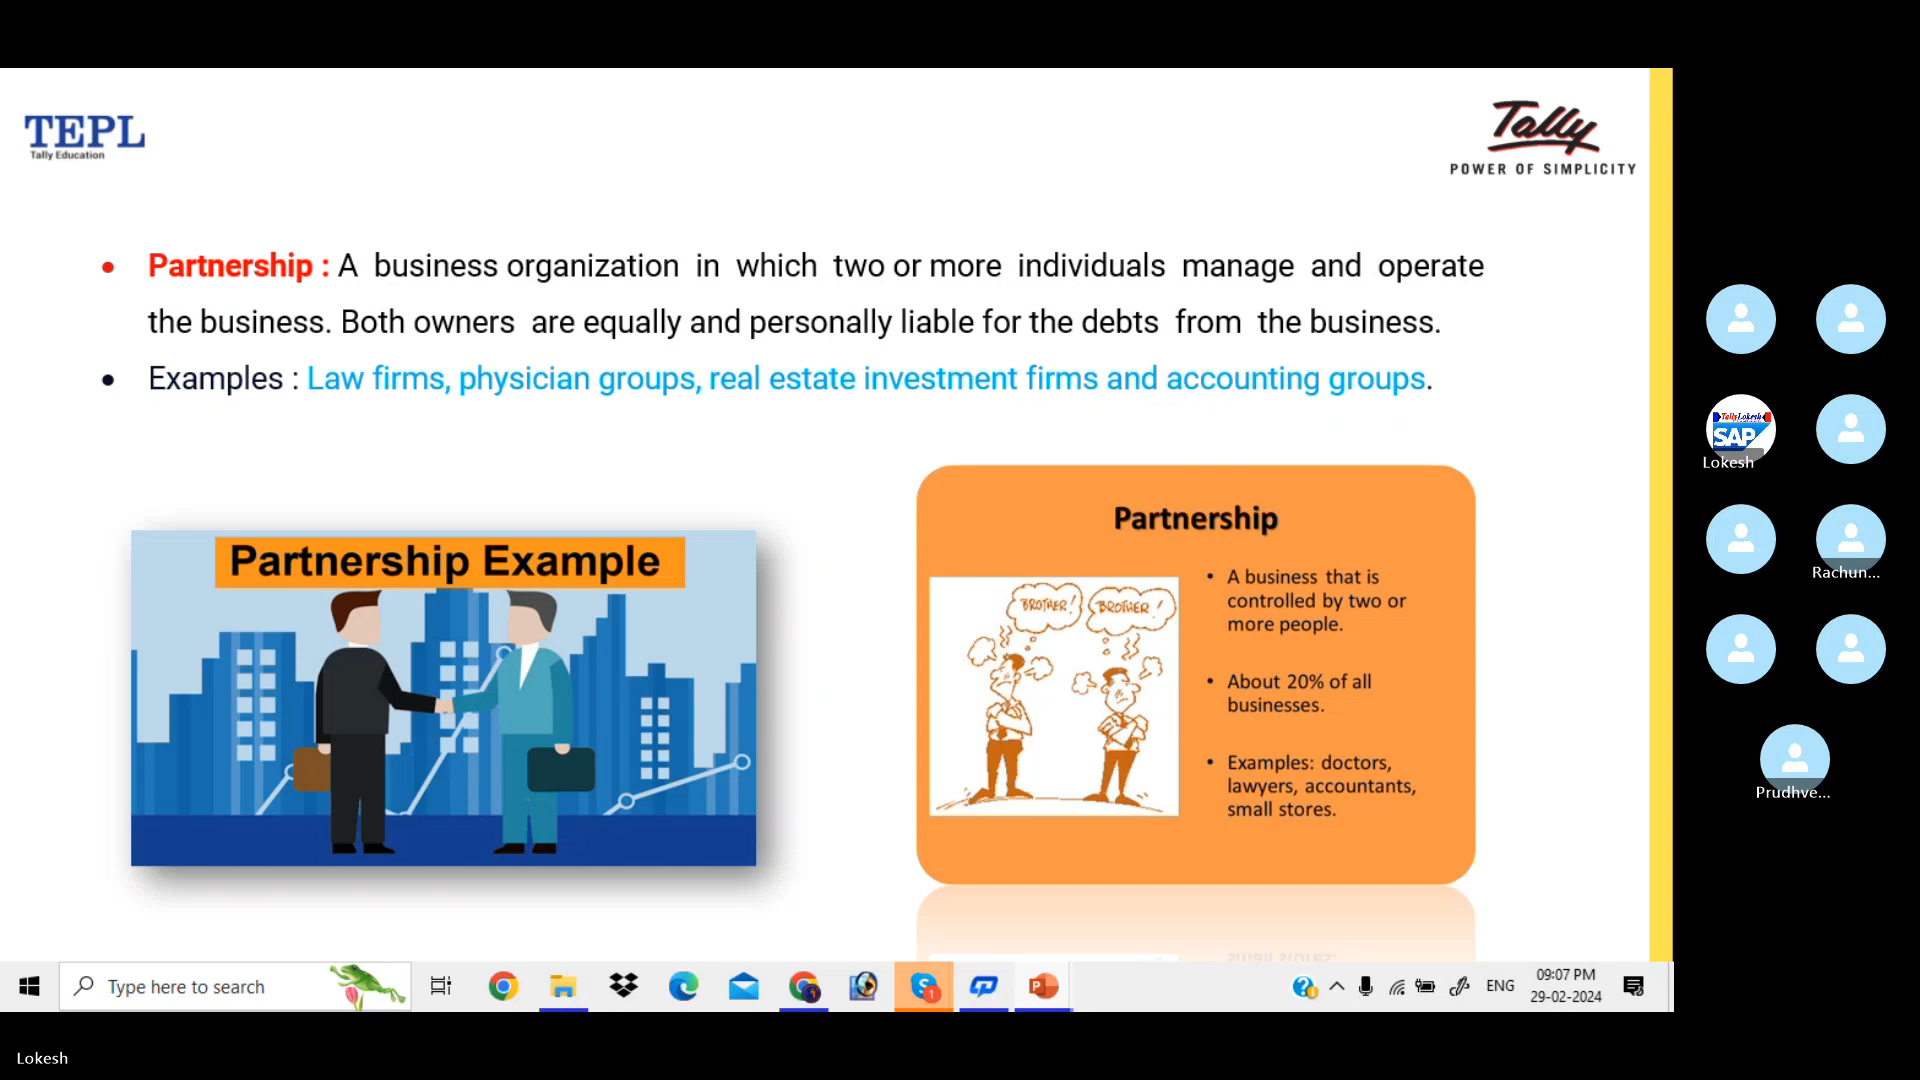 TEPL
Tally Education
Tally
POWER OF SIMPLICITY
• Partnership : A business organization in which two or more individuals manage and operate
the business. Both owners are equally and personally liable for the debts from the business.
• Examples : Law firms, physician groups, real estate investment firms and accounting groups.
Partnership Example
Partnership
BROTHER!
BROTHER!
• A business that is
controlled by two or
more people.
• About 20% of all
businesses.
• Examples: doctors,
lawyers, accountants,
small stores.
TallyLokesh
SAP
Lokesh
Rachun...
Prudhve...
Type here to search
1
ENG
09:07 PM
29-02-2024
Lokesh